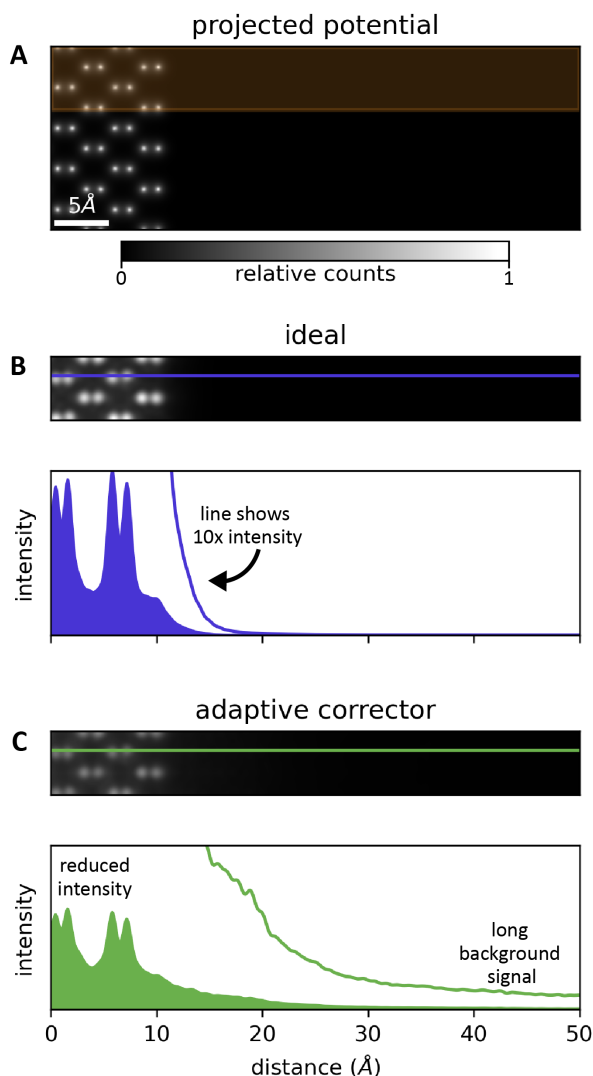 projected potential
A
5Å
0
1
relative counts
ideal
B
intensity
line shows
10x intensity
adaptive corrector
C
intensity
reduced
intensity
long
background
signal
0 10 20 30 40 50
distance (Å)